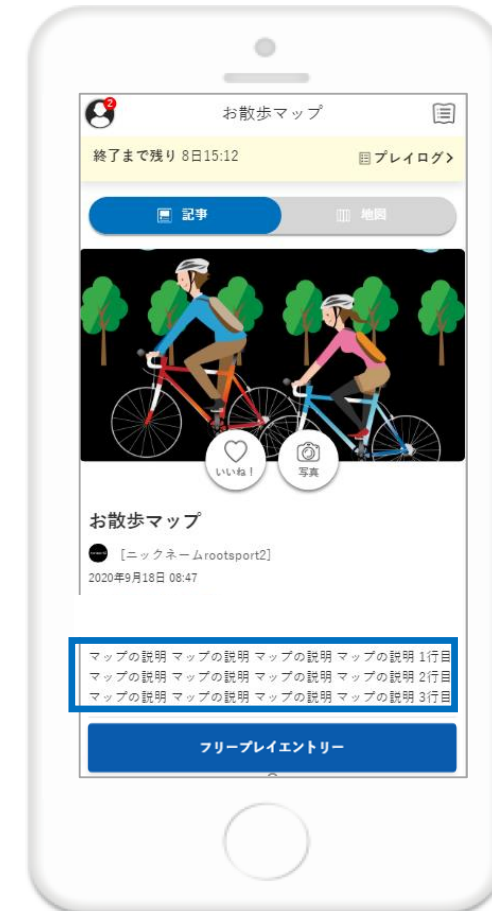 2
お散歩マップ
終了まで残り 8日15:12
プレイログ>
記事
地図
いいね!
写真
お散歩マップ
[ニックネームrootsport2]
2020年9月18日 08:47
マップの説明 マップの説明 マップの説明 マップの説明 1行目
マップの説明 マップの説明 マップの説明 マップの説明 2行目
マップの説明 マップの説明 マップの説明 マップの説明 3行目
フリープレイエントリー